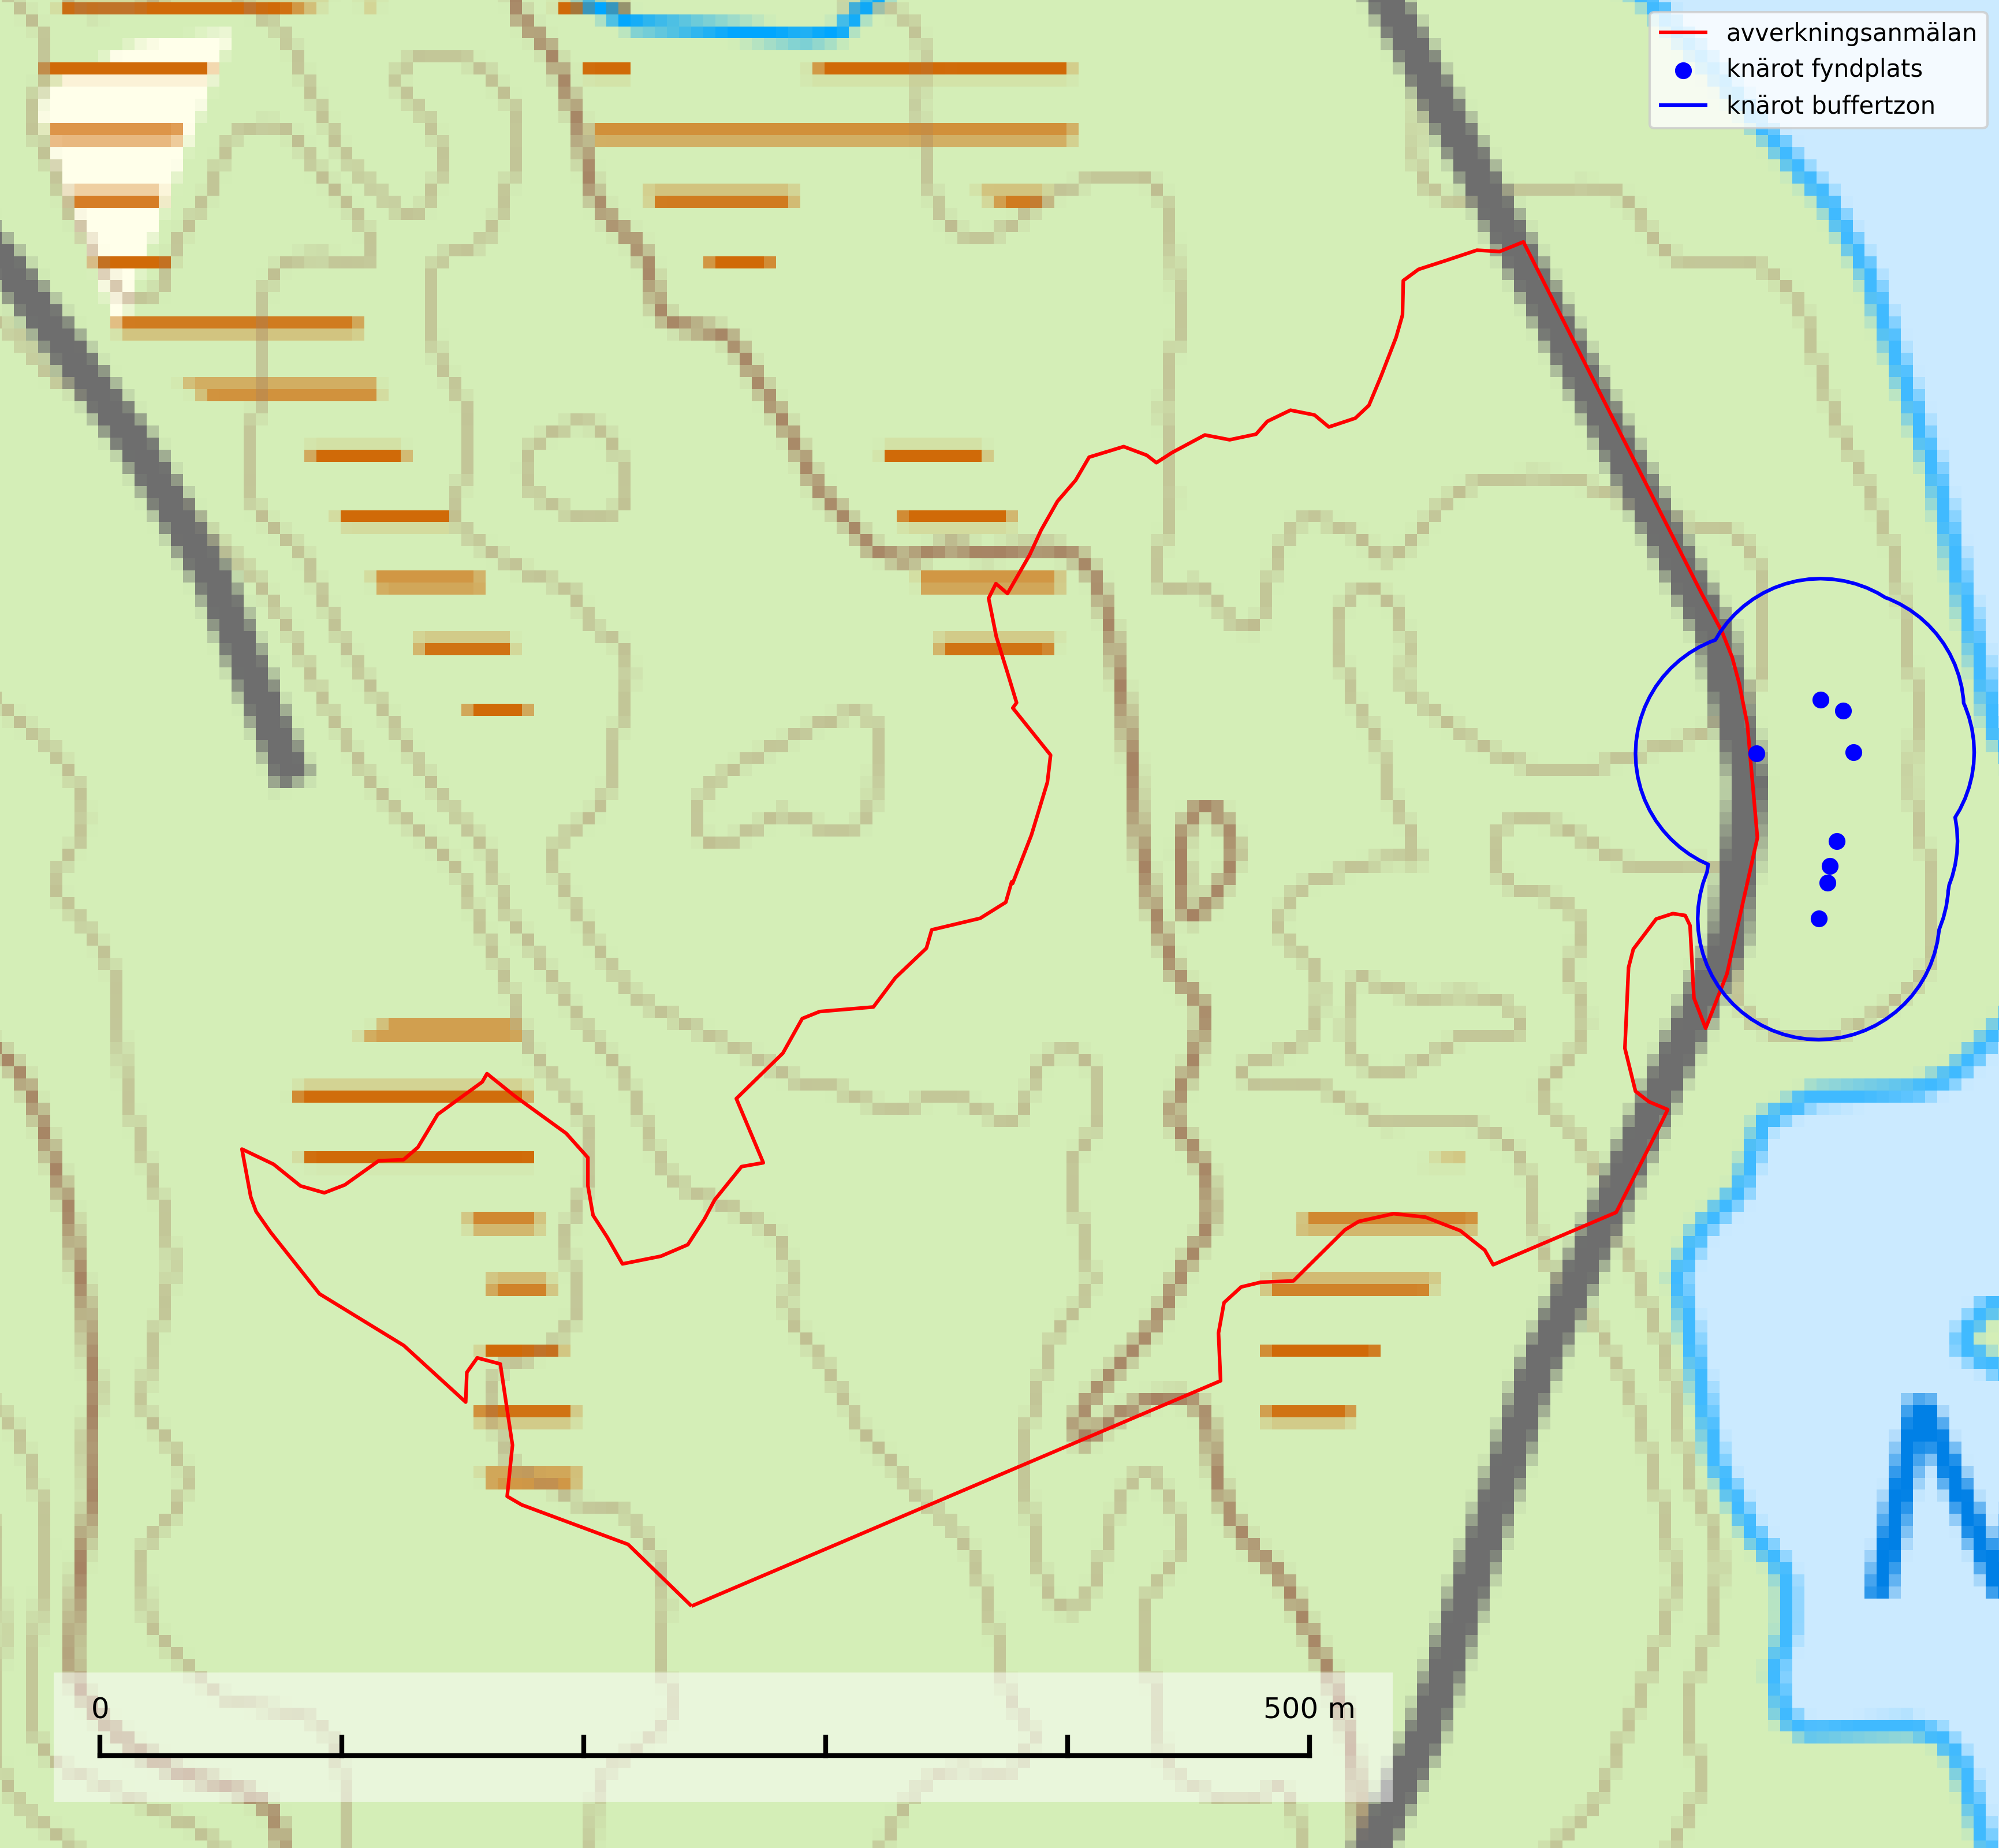 avverkningsanmälan
knärot fyndplats
knärot buffertzon
0
500 m